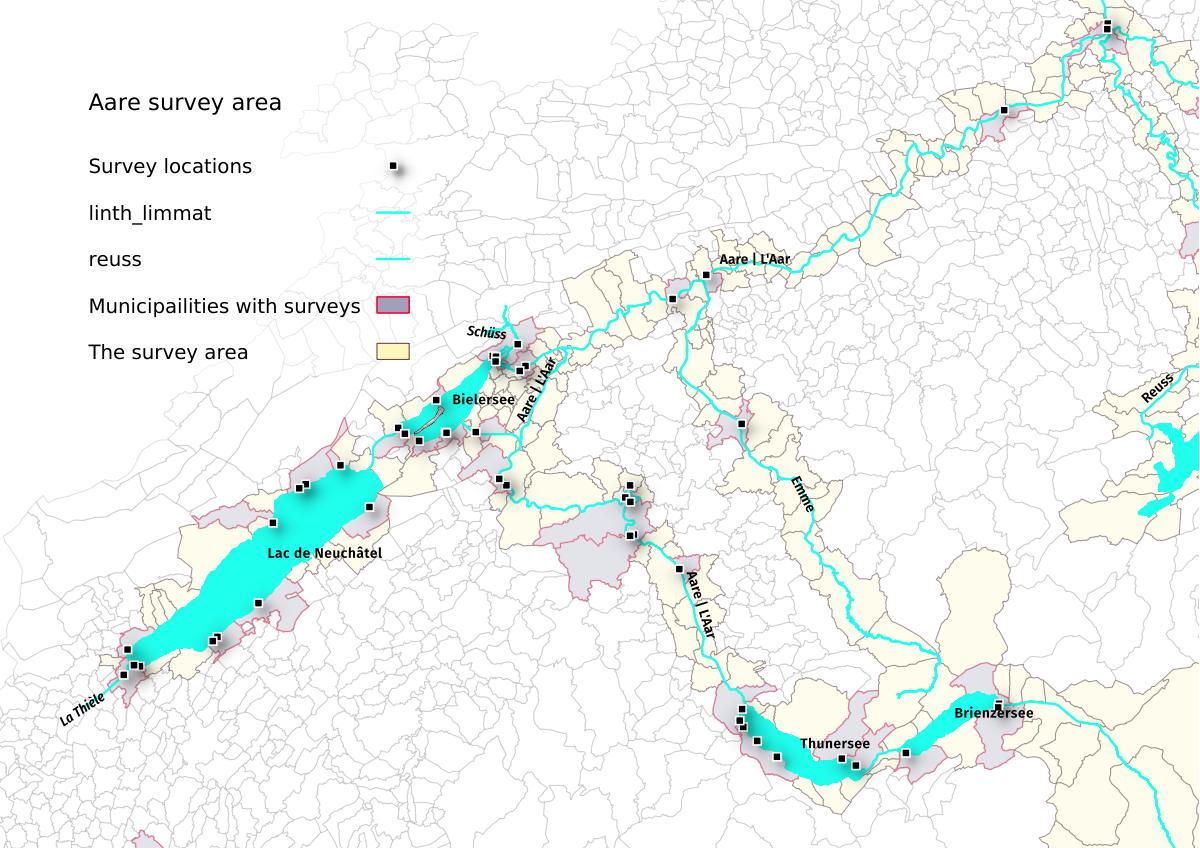 Aare survey area
Survey locations
linth_limmat
reuss
Municipailities with surveys
The survey area
Aare | L'Aar
Schüss
Aare | L'Aar
Bielersee
Reuss
Emme
Lac de Neuchâtel
Aare | L'Aar
La Thièle
Brienzersee
Thunersee